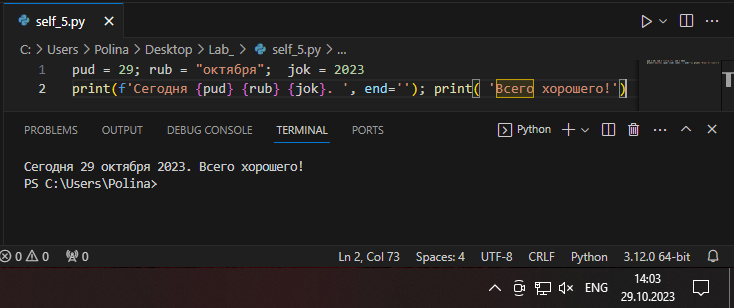 self_5.py
C: > Users > Polina > Desktop > Lab_ > self_5.py > ...
1 pud = 29; rub = "октября"; jok = 2023
2 print(f'Сегодня {pud} {rub} {jok}. ', end=''); print( 'Всего хорошего!')
PROBLEMS OUTPUT DEBUG CONSOLE TERMINAL PORTS
Python
Сегодня 29 октября 2023. Всего хорошего!
PS C:\Users\Polina>
0 0 0 Ln 2, Col 73 Spaces: 4 UTF-8 CRLF Python 3.12.0 64-bit
ENG
14:03
29.10.2023